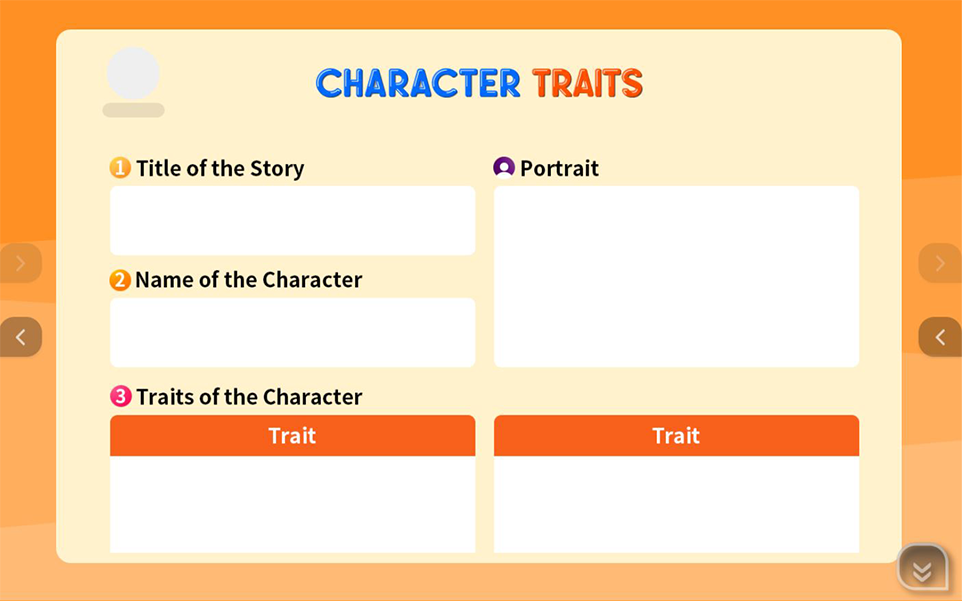 CHARACTER TRAITS
1 Title of the Story
Portrait
2 Name of the Character
3 Traits of the Character
Trait
Trait